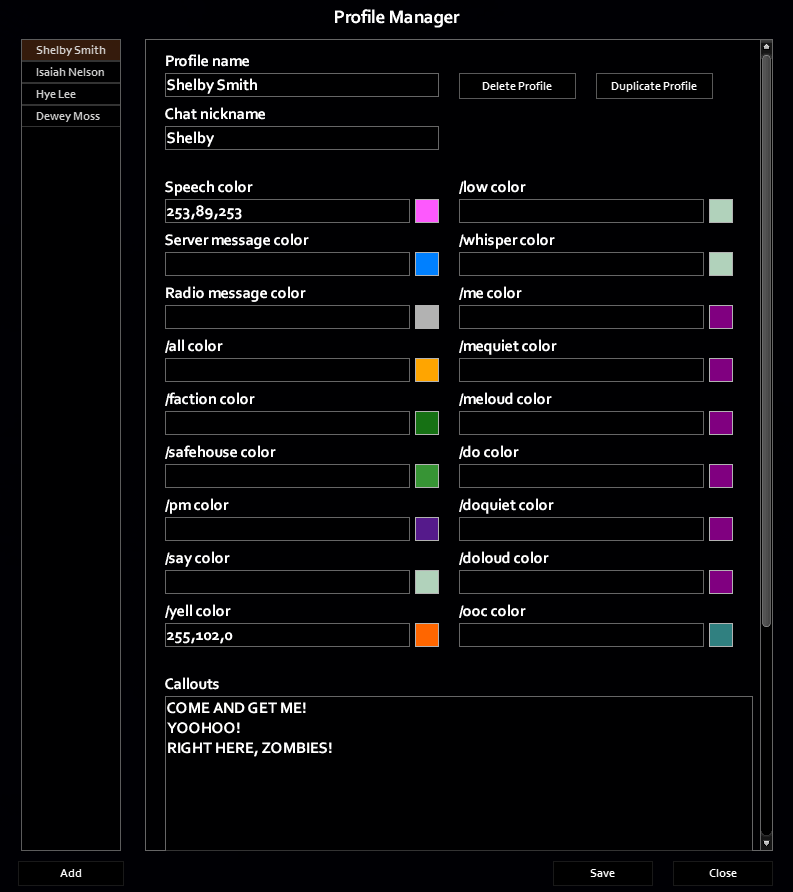 Profile Manager
Shelby Smith
Isaiah Nelson
Hye Lee
Dewey Moss
Profile name
Shelby Smith
Delete Profile
Duplicate Profile
Chat nickname
Shelby
Speech color
/low color
253,89,253
Server message color
/whisper color
Radio message color
/me color
/all color
/mequiet color
/faction color
/meloud color
/safehouse color
/do color
/pm color
/doquiet color
/say color
/doloud color
/yell color
/ooc color
255,102,0
Callouts
COME AND GET ME!
YOOHOO!
RIGHT HERE, ZOMBIES!
Add
Save
Close